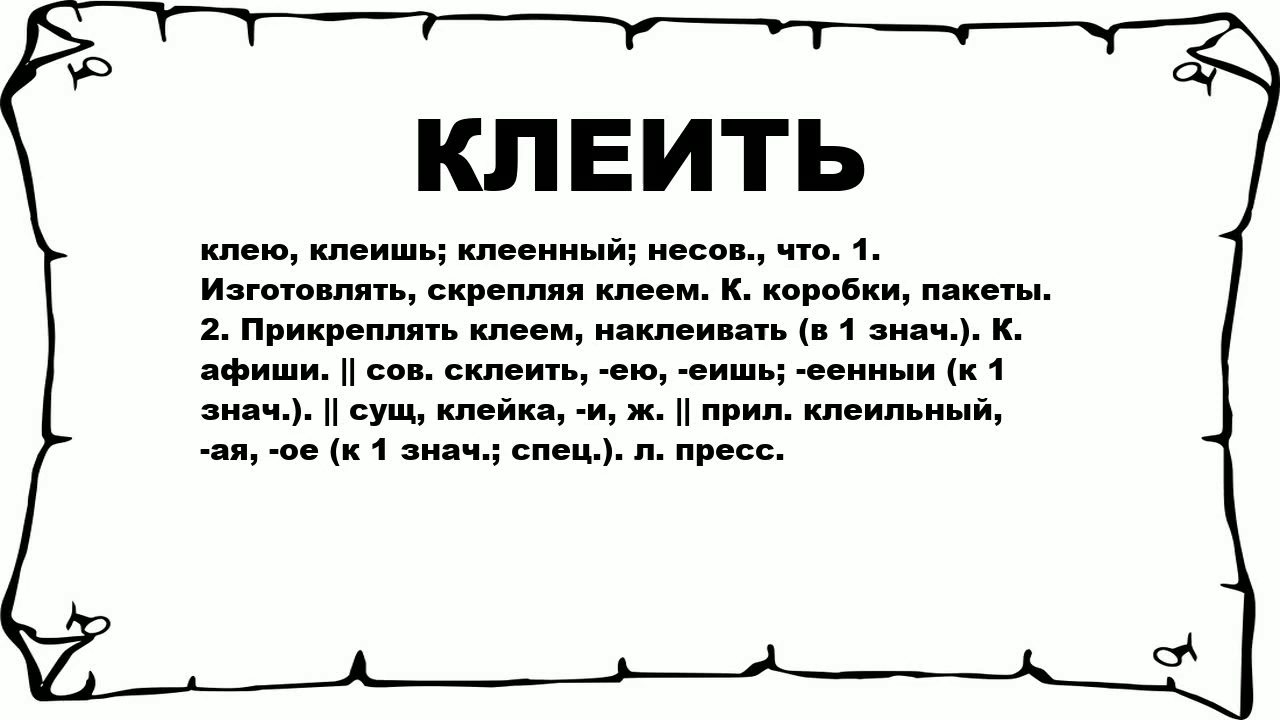 КЛЕИТЬ
клею, клеишь; клеенный; несов., что. 1.
Изготовлять, скрепляя клеем. К. коробки, пакеты.
2. Прикреплять клеем, наклеивать (в 1 знач.). К.
афиши. || сов. склеить, -ею, -еишь; -еенныи (к 1
знач.). || сущ, клейка, -и, ж. || прил. клеильный,
-ая, -ое (к 1 знач.; спец.). л. пресс.